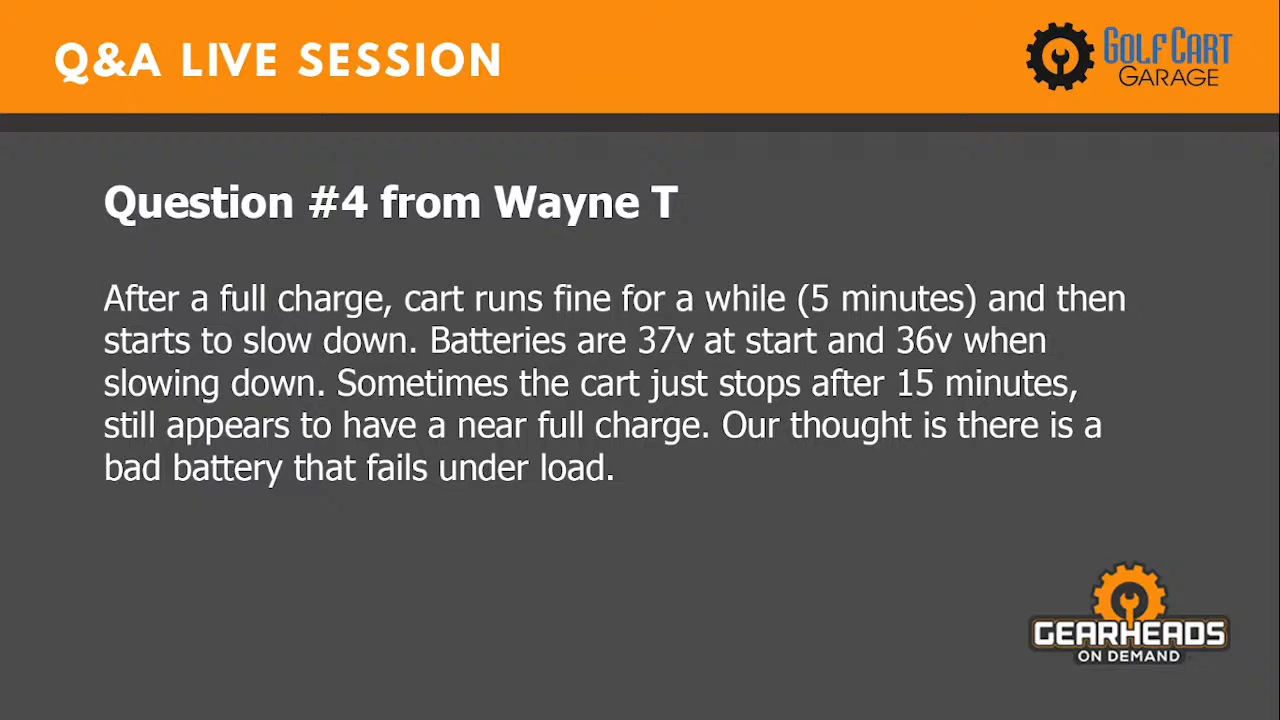 Q&A LIVE SESSION
GOLF CART
GARAGE
Question #4 from Wayne T
After a full charge, cart runs fine for a while (5 minutes) and then
starts to slow down. Batteries are 37v at start and 36v when
slowing down. Sometimes the cart just stops after 15 minutes,
still appears to have a near full charge. Our thought is there is a
bad battery that fails under load.
GEARHEADS
ON DEMAND